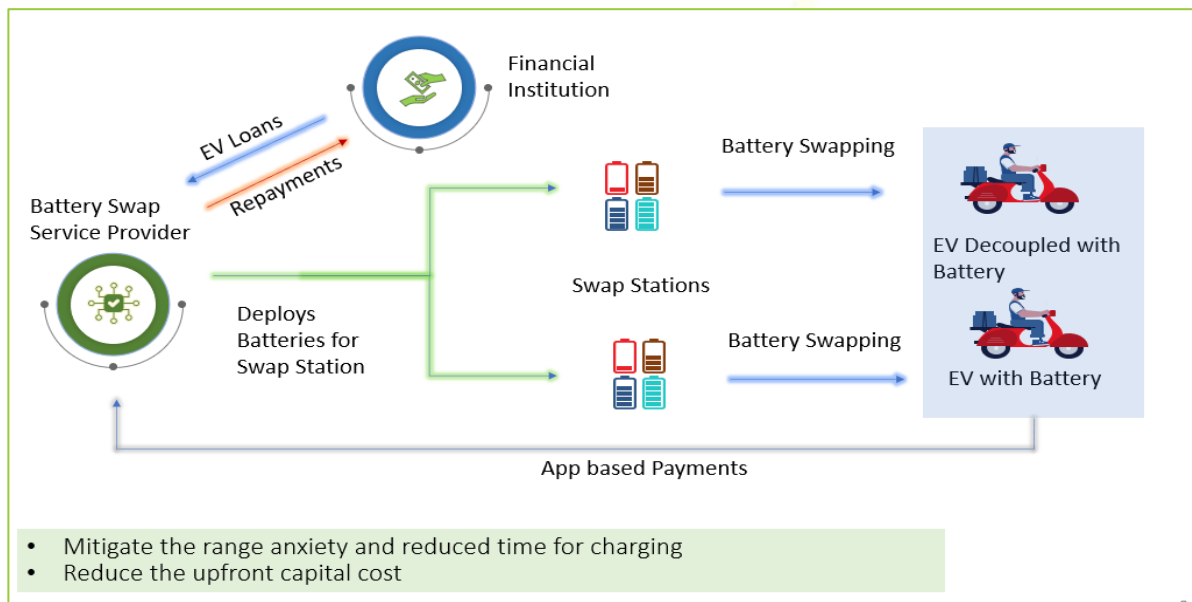 Financial
Institution
EV Loans
Repayments
Battery Swap
Service Provider
Deploys
Batteries for
Swap Station
Swap Stations
Battery Swapping
Battery Swapping
EV Decoupled with
Battery
EV with Battery
App based Payments
• Mitigate the range anxiety and reduced time for charging
• Reduce the upfront capital cost